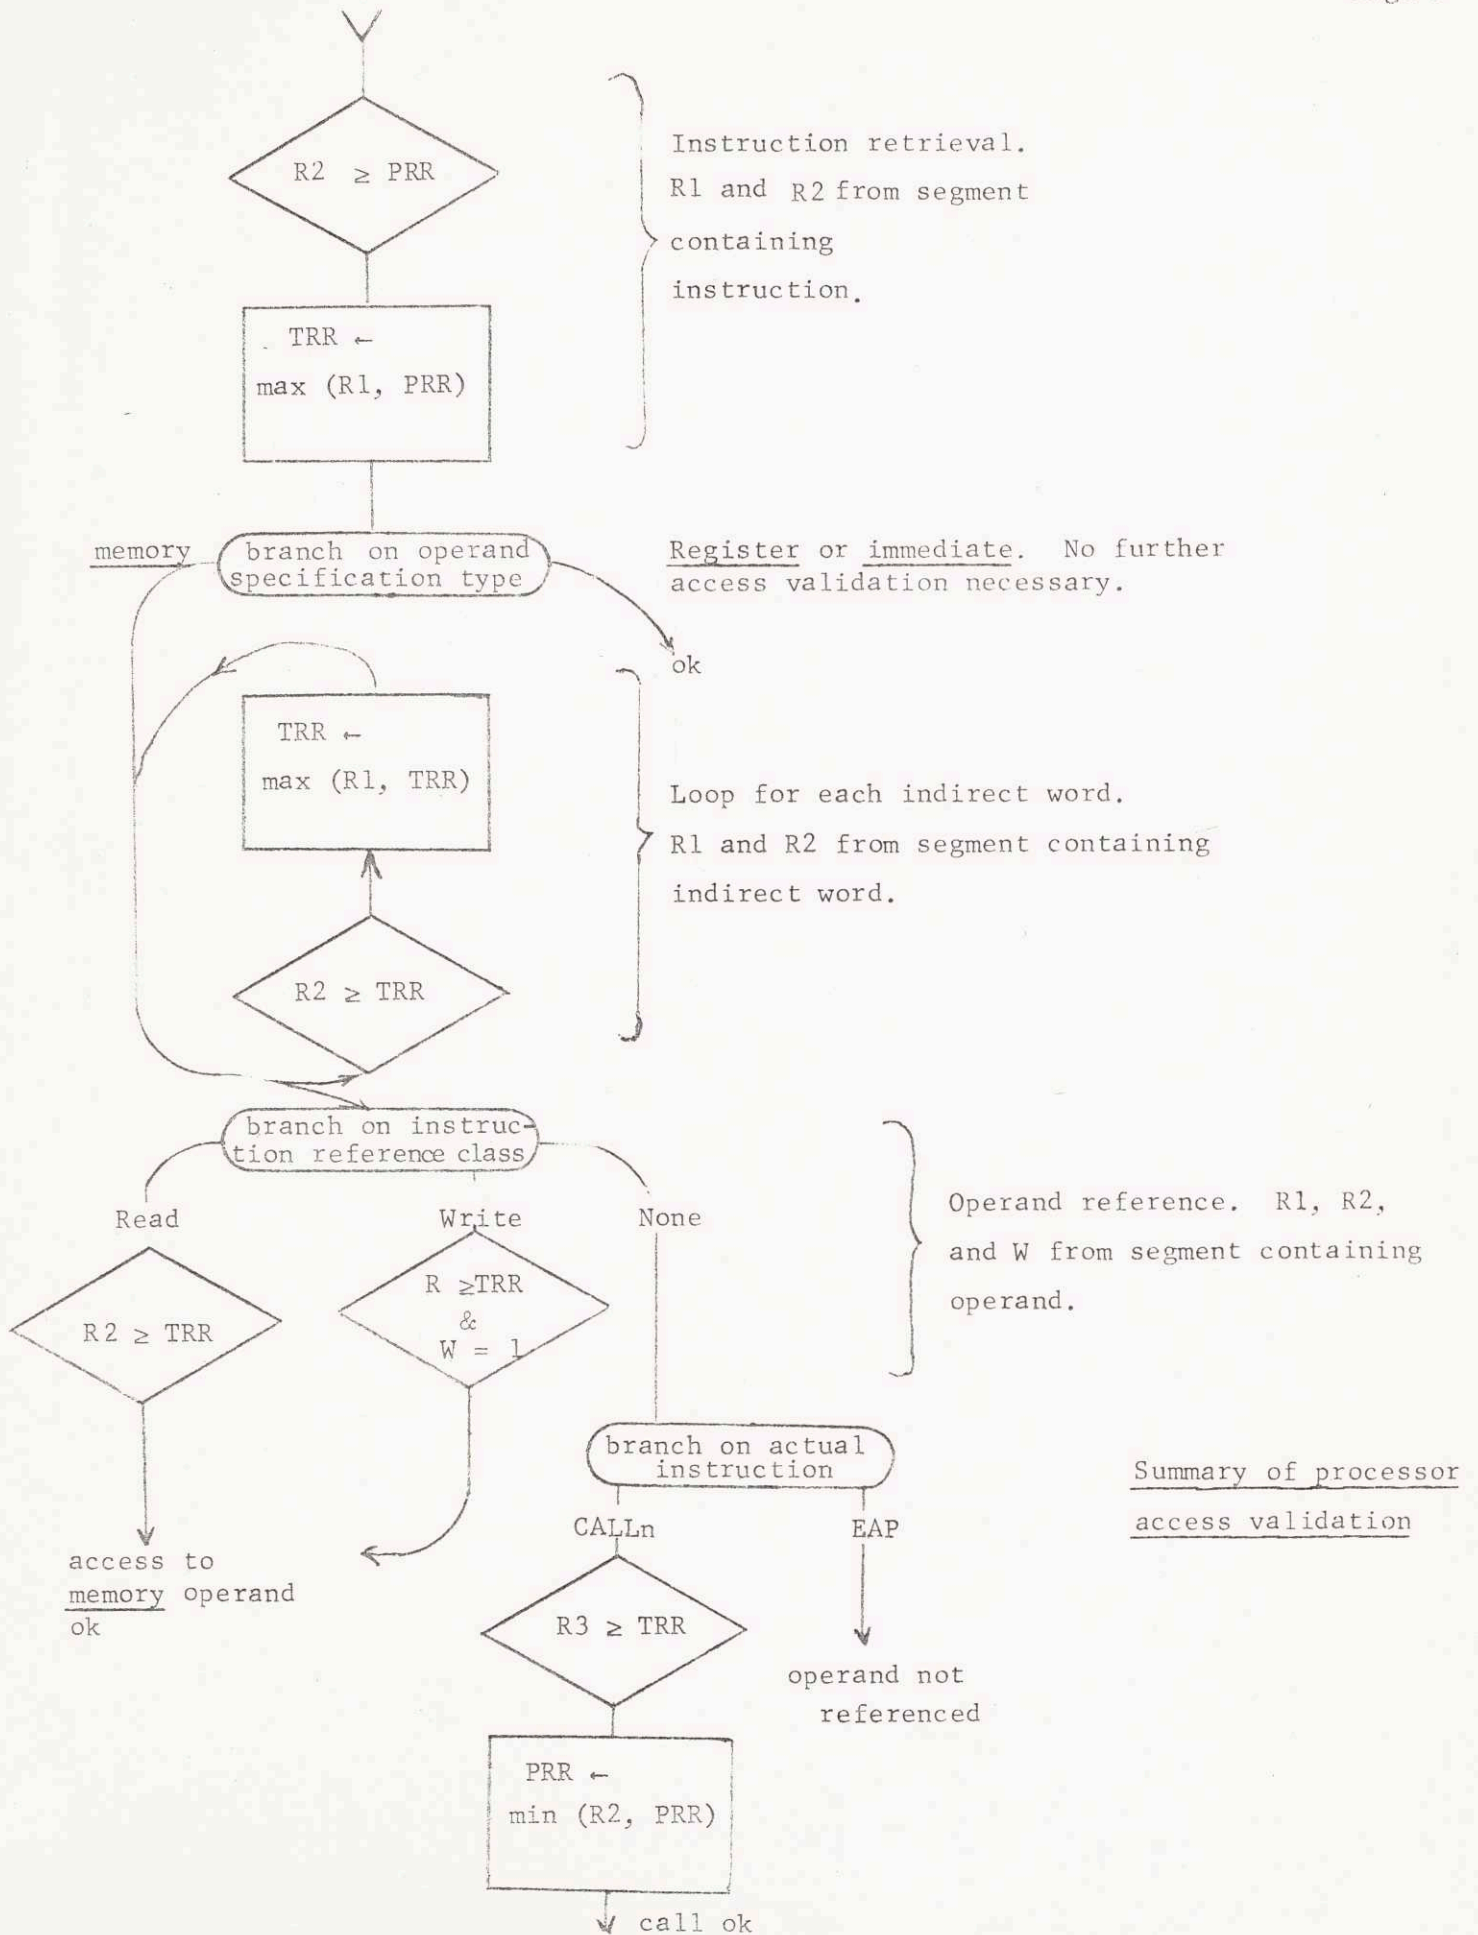 R2 ≥ PRR
Instruction retrieval.
R1 and R2 from segment
containing
instruction.
TRR ←
max (R1, PRR)
memory
branch on operand
specification type
Register or immediate. No further
access validation necessary.
ok
TRR ←
max (R1, TRR)
Loop for each indirect word.
R1 and R2 from segment containing
indirect word.
R2 ≥ TRR
branch on instruc-
tion reference class
Read
Write
None
Operand reference. R1, R2,
and W from segment containing
operand.
R2 ≥ TRR
R ≥TRR
&
W = 1
branch on actual
instruction
Summary of processor
access validation
CALLn
EAP
access to
memory operand
ok
R3 ≥ TRR
operand not
referenced
PRR ←
min (R2, PRR)
call ok